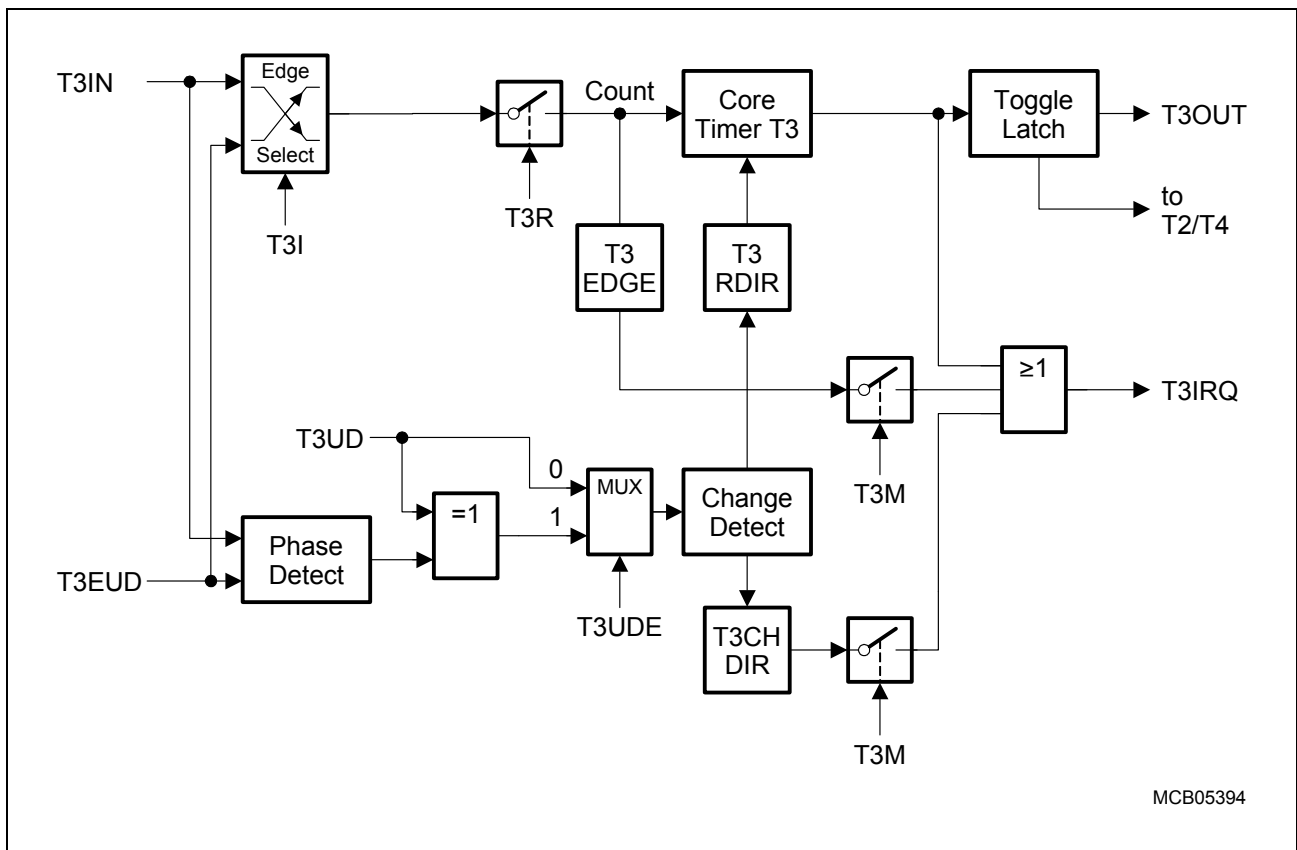 T3IN
Edge
Select
T3I
T3R
Count
Core
Timer T3
Toggle
Latch
T3OUT
to
T2/T4
T3
EDGE
T3
RDIR
≥1
T3IRQ
T3M
T3UD
0
1
=1
MUX
T3UDE
Change
Detect
Phase
Detect
T3EUD
T3CH
DIR
T3M
MCB05394